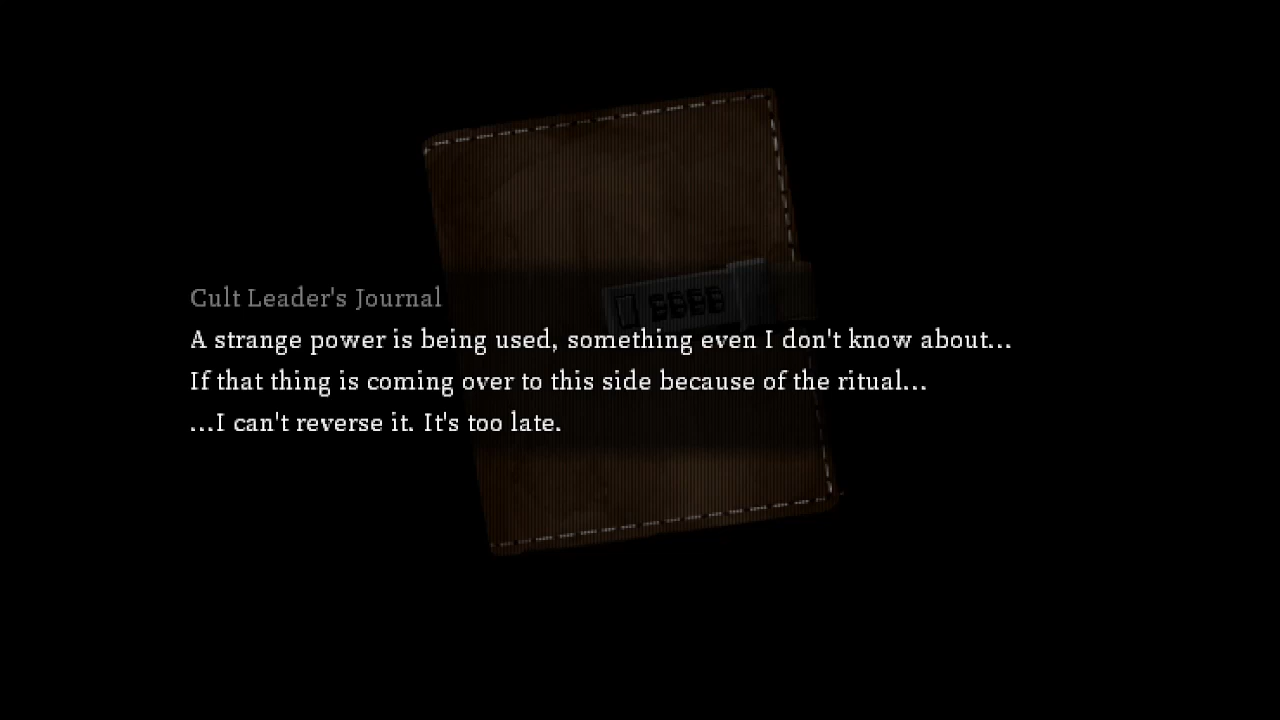 Cult Leader's Journal
A strange power is being used, something even I don't know about...
If that thing is coming over to this side because of the ritual...
...I can't reverse it. It's too late.